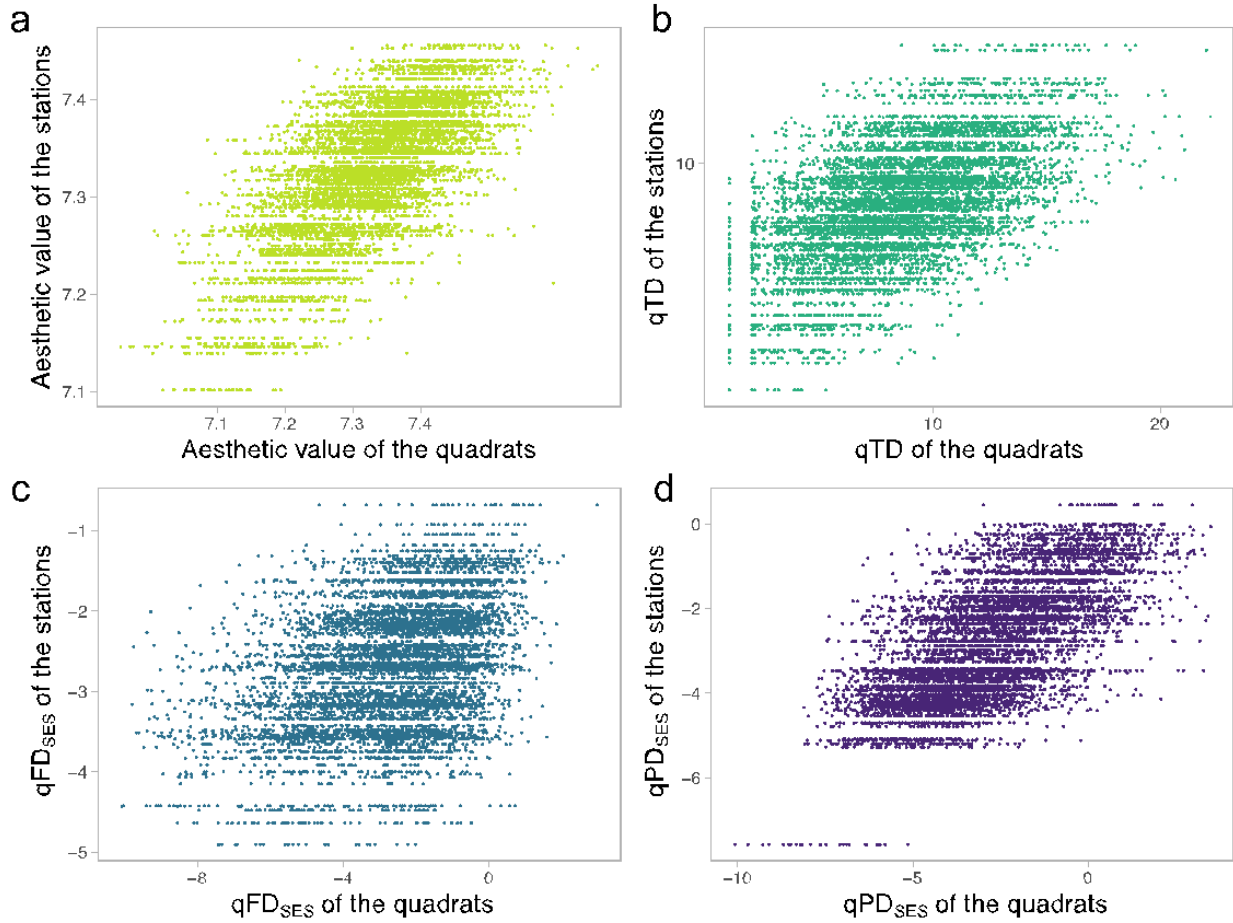 a
Aesthetic value of the stations
7.4
7.3
7.2
7.1
7.1 7.2 7.3 7.4
Aesthetic value of the quadrats
b
qTD of the stations
10
10 20
qTD of the quadrats
c
qFDSES of the stations
−1
−2
−3
−4
−5
−8 −4 0
qFDSES of the quadrats
d
qPDSES of the stations
0
−2
−4
−6
−10 −5 0
qPDSES of the quadrats